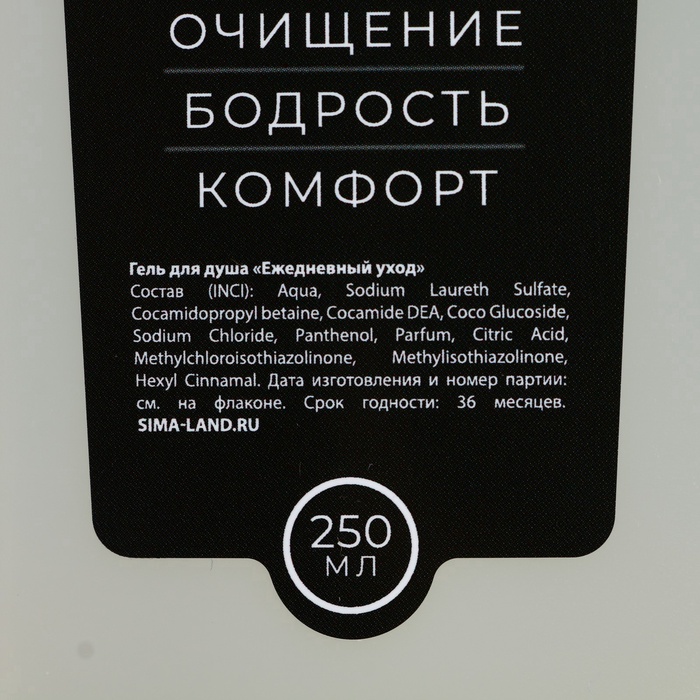 ОЧИЩЕНИЕ
БОДРОСТЬ
КОМФОРТ
Гель для душа «Ежедневный уход»
Состав (INCI): Aqua, Sodium Laureth Sulfate,
Cocamidopropyl betaine, Cocamide DEA, Coco Glucoside,
Sodium Chloride, Panthenol, Parfum, Citric Acid,
Methylchloroisothiazolinone, Methylisothiazolinone,
Hexyl Cinnamal. Дата изготовления и номер партии:
см. на флаконе. Срок годности: 36 месяцев.
SIMA-LAND.RU
250
МЛ